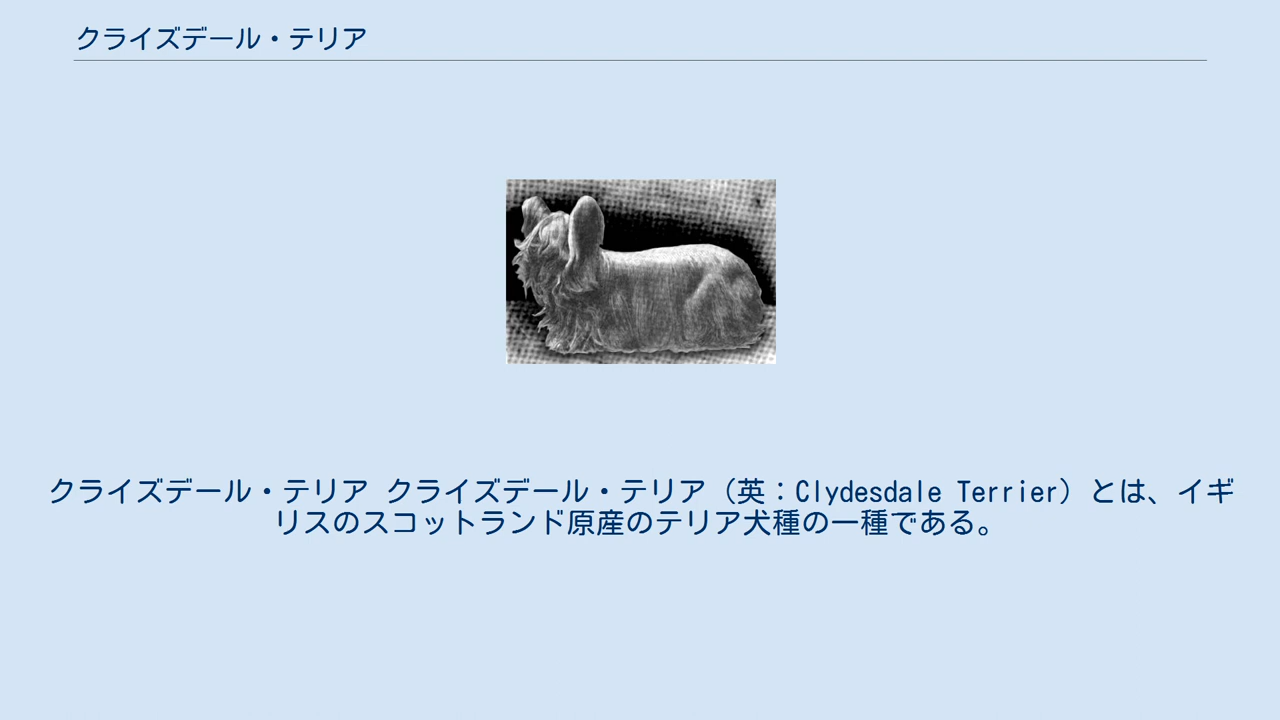 クライズデール・テリア
クライズデール・テリア クライズデール・テリア（英：Clydesdale Terrier）とは、イギ
リスのスコットランド原産のテリア犬種の一種である。